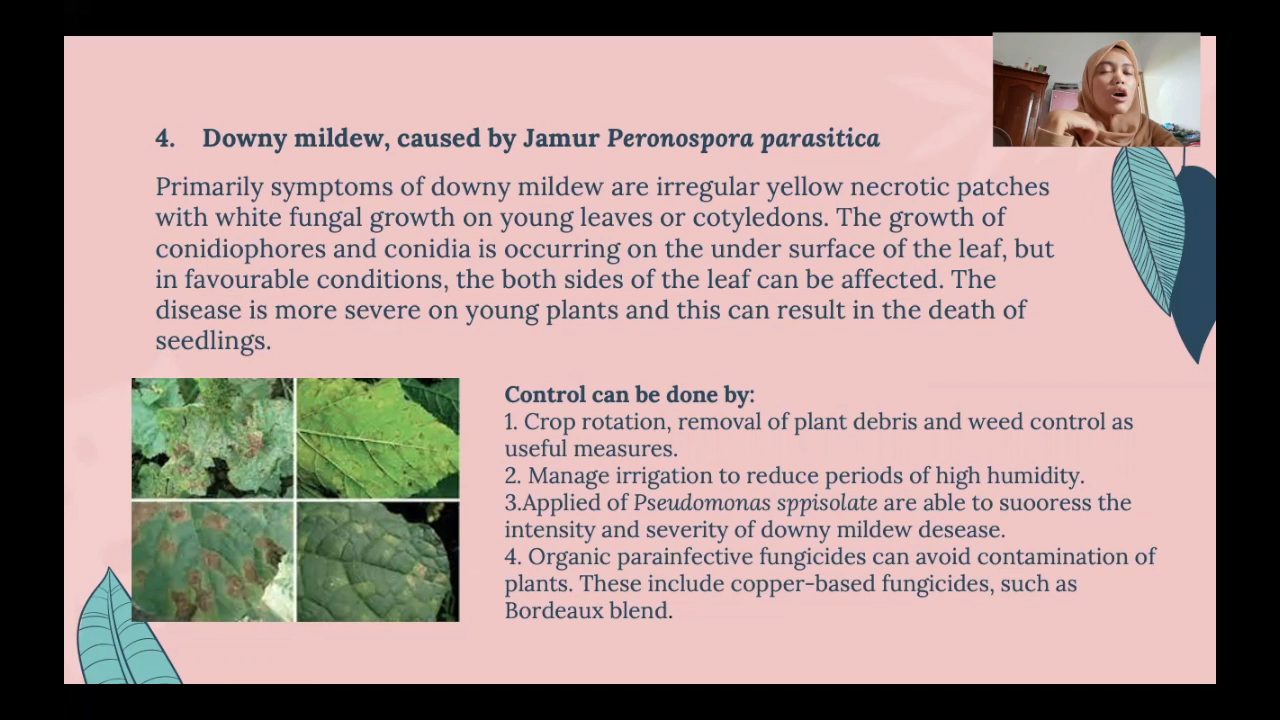 4. Downy mildew, caused by Jamur Peronospora parasitica
Primarily symptoms of downy mildew are irregular yellow necrotic patches
with white fungal growth on young leaves or cotyledons. The growth of
conidiophores and conidia is occurring on the under surface of the leaf, but
in favourable conditions, the both sides of the leaf can be affected. The
disease is more severe on young plants and this can result in the death of
seedlings.
Control can be done by:
1. Crop rotation, removal of plant debris and weed control as
useful measures.
2. Manage irrigation to reduce periods of high humidity.
3.Applied of Pseudomonas sppisolate are able to suooress the
intensity and severity of downy mildew desease.
4. Organic parainfective fungicides can avoid contamination of
plants. These include copper-based fungicides, such as
Bordeaux blend.